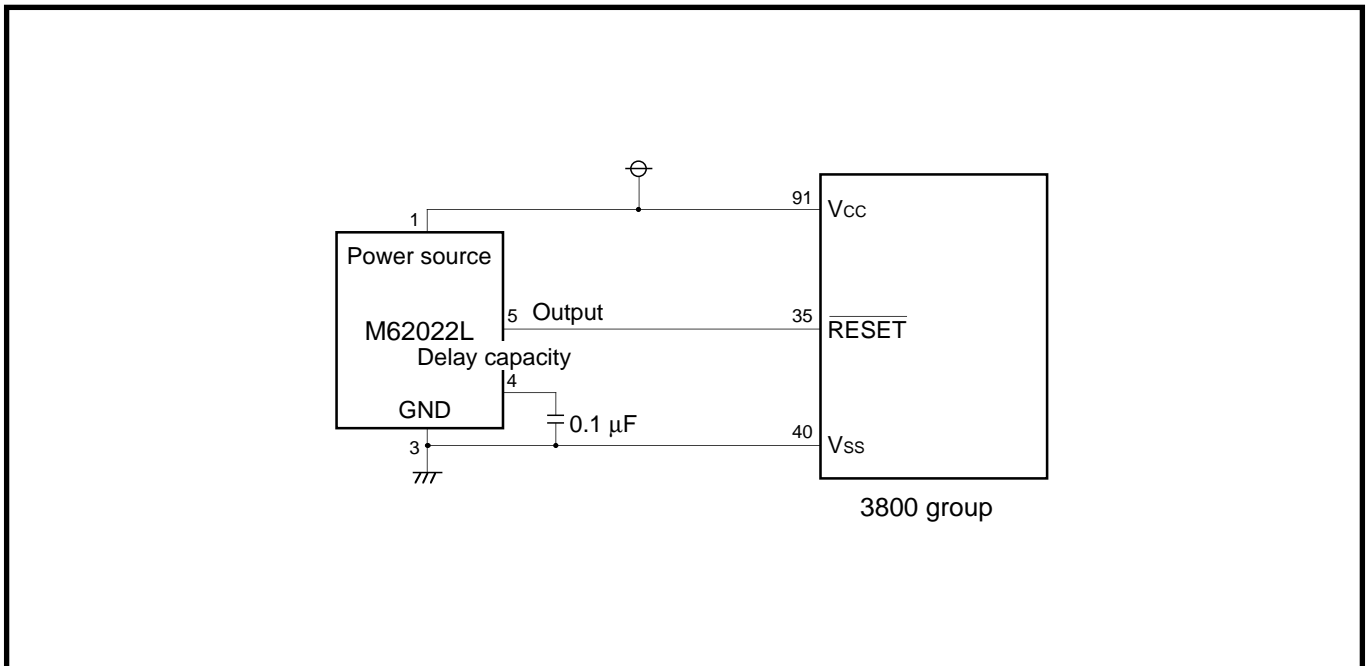 91 VCC
1
Power source
5 Output
35 RESET
M62022L
Delay capacity
4
GND
0.1 μF
40 VSS
3
3800 group